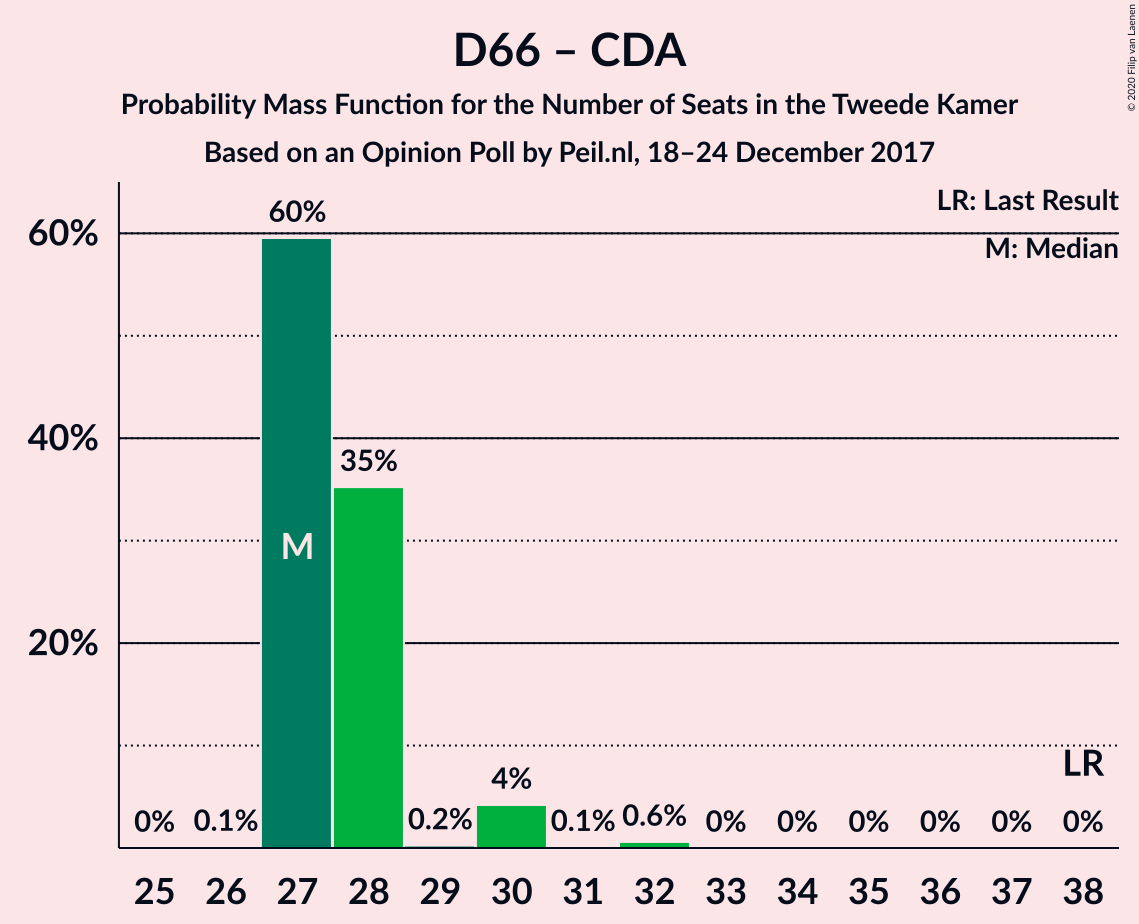 D66 – CDA
Probability Mass Function for the Number of Seats in the Tweede Kamer
Based on an Opinion Poll by Peil.nl, 18–24 December 2017
© 2020 Filip van Laenen
LR: Last Result
M: Median
60%
40%
20%
0% 0.1% 60% 35% 0.2% 4% 0.1% 0.6% 0% 0% 0% 0% 0% 0%
M
LR
25 26 27 28 29 30 31 32 33 34 35 36 37 38